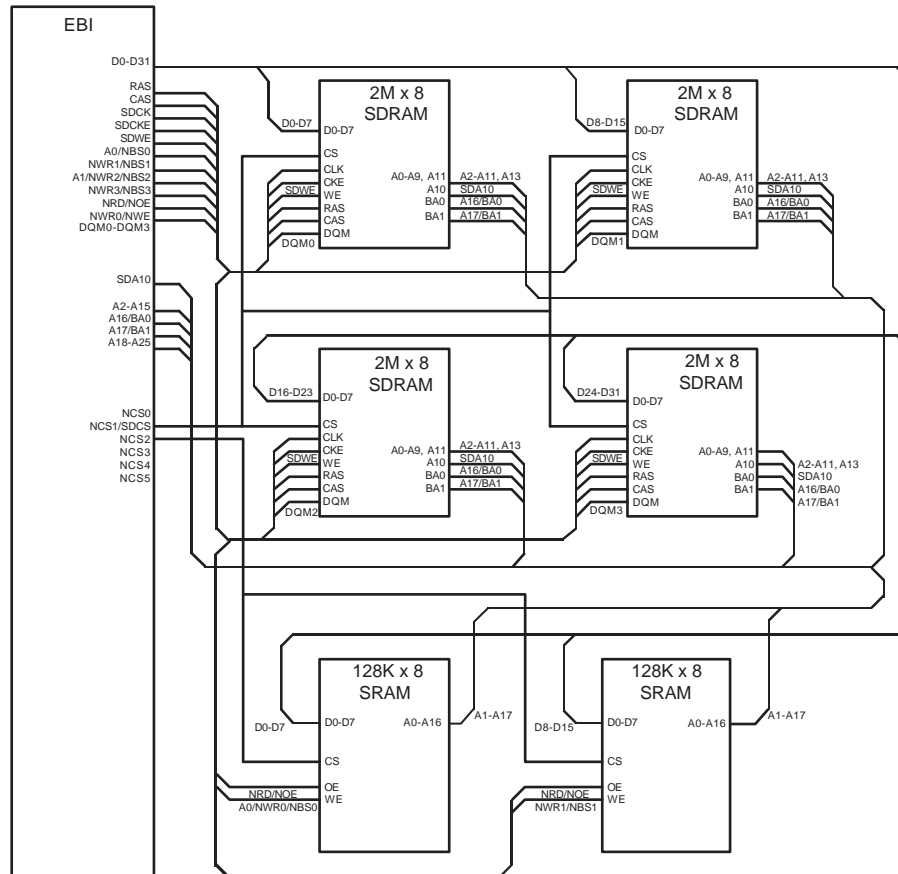 EBI
D0-D31
RAS
CAS
SDCK
SDCKE
SDWE
A0/NBS0
NWR1/NBS1
A1/NWR2/NBS2
NWR3/NBS3
NRD/NOE
NWR0/NWE
DQM0-DQM3
SDA10
A2-A15
A16/BA0
A17/BA1
A18-A25
NCS0
NCS1/SDCS
NCS2
NCS3
NCS4
NCS5
2M x 8
SDRAM
D0-D7
D0-D7
CS
CLK
CKE
SDWE
WE
RAS
CAS
DQM
DQM0
A0-A9, A11
A10
BA0
BA1
A2-A11, A13
SDA10
A16/BA0
A17/BA1
2M x 8
SDRAM
D8-D15
D0-D7
CS
CLK
CKE
SDWE
WE
RAS
CAS
DQM
DQM1
A0-A9, A11
A10
BA0
BA1
A2-A11, A13
SDA10
A16/BA0
A17/BA1
2M x 8
SDRAM
D16-D23
D0-D7
CS
CLK
CKE
SDWE
WE
RAS
CAS
DQM
DQM2
A0-A9, A11
A10
BA0
BA1
A2-A11, A13
SDA10
A16/BA0
A17/BA1
2M x 8
SDRAM
D24-D31
D0-D7
CS
CLK
CKE
SDWE
WE
RAS
CAS
DQM
DQM3
A0-A9, A11
A10
BA0
BA1
A2-A11, A13
SDA10
A16/BA0
A17/BA1
128K x 8
SRAM
D0-D7
D0-D7
A0-A16
A1-A17
CS
OE
NRD/NOE
WE
A0/NWR0/NBS0
128K x 8
SRAM
D8-D15
D0-D7
A0-A16
A1-A17
CS
OE
NRD/NOE
WE
NWR1/NBS1